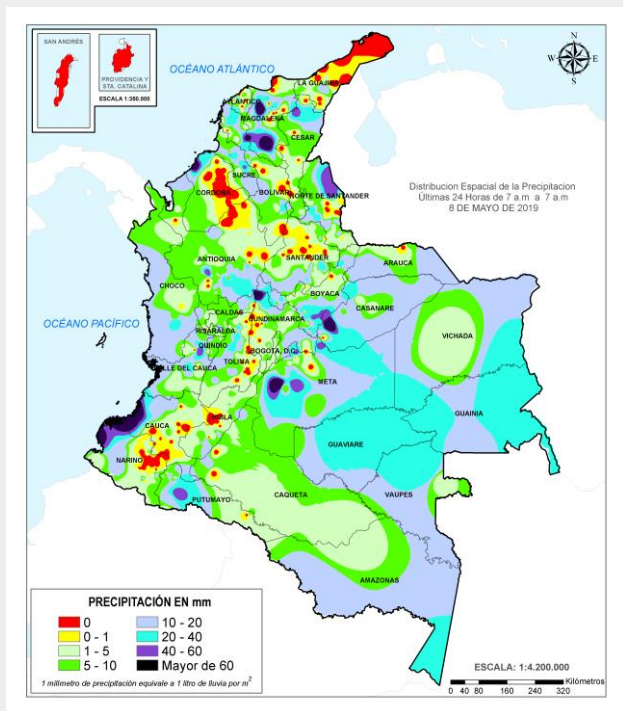 SAN ANDRÉS
PROVIDENCIA Y
STA. CATALINA
ESCALA 1:350.000
OCÉANO ATLÁNTICO
N
W
E
S
LA GUAJIRA
ATLÁNTICO
MAGDALENA
CESAR
SUCRE
CORDOBA
BOLIVAR
NORTE DE SANTANDER
Distribucion Espacial de la Precipitacion
Últimas 24 Horas de 7 a.m a 7 a.m
8 DE MAYO DE 2019
ANTIOQUIA
SANTANDER
ARAUCA
CHOCO
BOYACA
CALDAS
CASANARE
CUNDINAMARCA
OCÉANO PACÍFICO
RISARALDA
VICHADA
QUINDIO
BOGOTA, D.C.
TOLIMA
VALLE DEL CAUCA
META
GUAINIA
HUILA
CAUCA
GUAVIARE
NARIÑO
CAQUETA
VAUPES
PUTUMAYO
AMAZONAS
PRECIPITACIÓN EN mm
0
0 - 1
1 - 5
5 - 10
10 - 20
20 - 40
40 - 60
Mayor de 60
1 milimetro de precipitación equivale a 1 litro de lluvia por m²
ESCALA: 1:4.200.000
Kilómetros
0 40 80 160 240 320